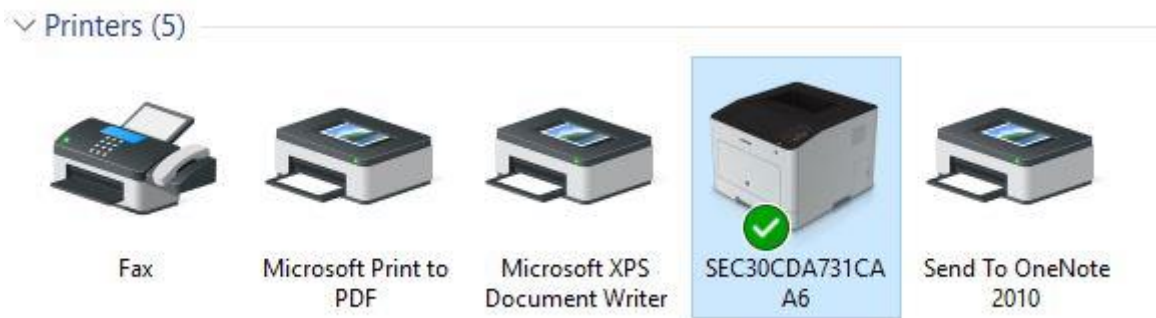 Printers (5)
Fax
Microsoft Print to
PDF
Microsoft XPS
Document Writer
SEC30CDA731CA
A6
Send To OneNote
2010